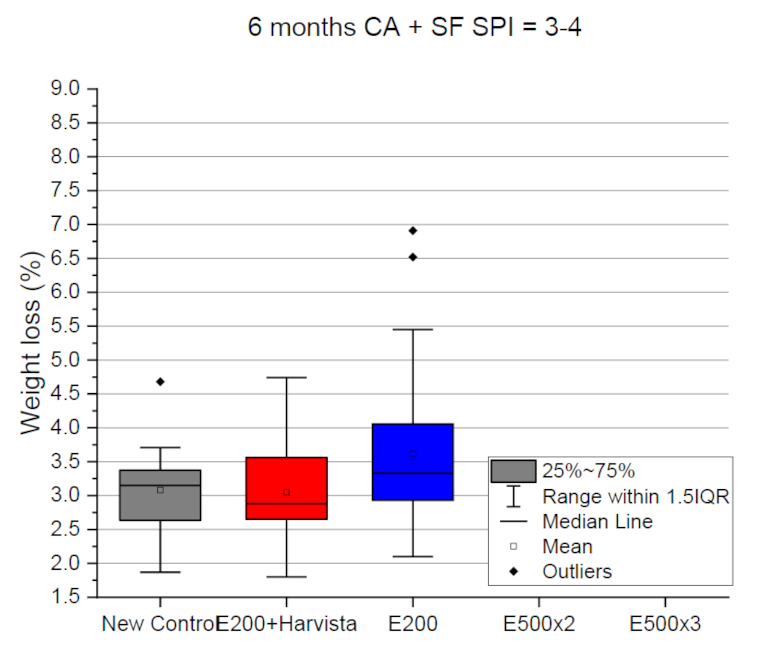 6 months CA + SF SPI = 3-4
Weight loss (%)
9.0
8.5
8.0
7.5
7.0
6.5
6.0
5.5
5.0
4.5
4.0
3.5
3.0
2.5
2.0
1.5
25%~75%
Range within 1.5IQR
Median Line
Mean
Outliers
New Control E200+Harvista E200 E500x2 E500x3